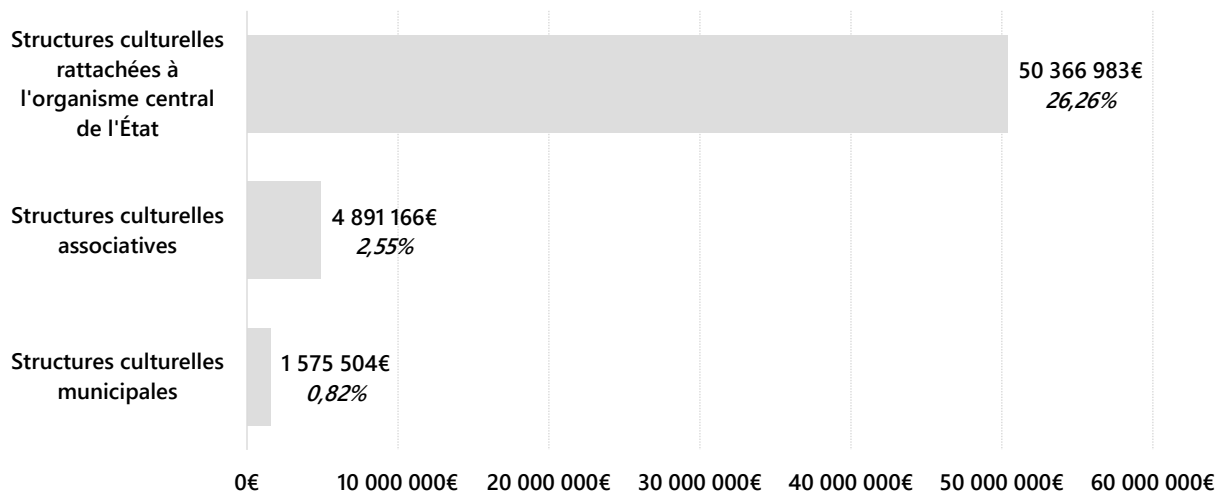 Structures culturelles
rattachées à
l'organisme central
de l'État
50 366 983€
26,26%
Structures culturelles
associatives
4 891 166€
2,55%
Structures culturelles
municipales
1 575 504€
0,82%
0€ 10 000 000€ 20 000 000€ 30 000 000€ 40 000 000€ 50 000 000€ 60 000 000€